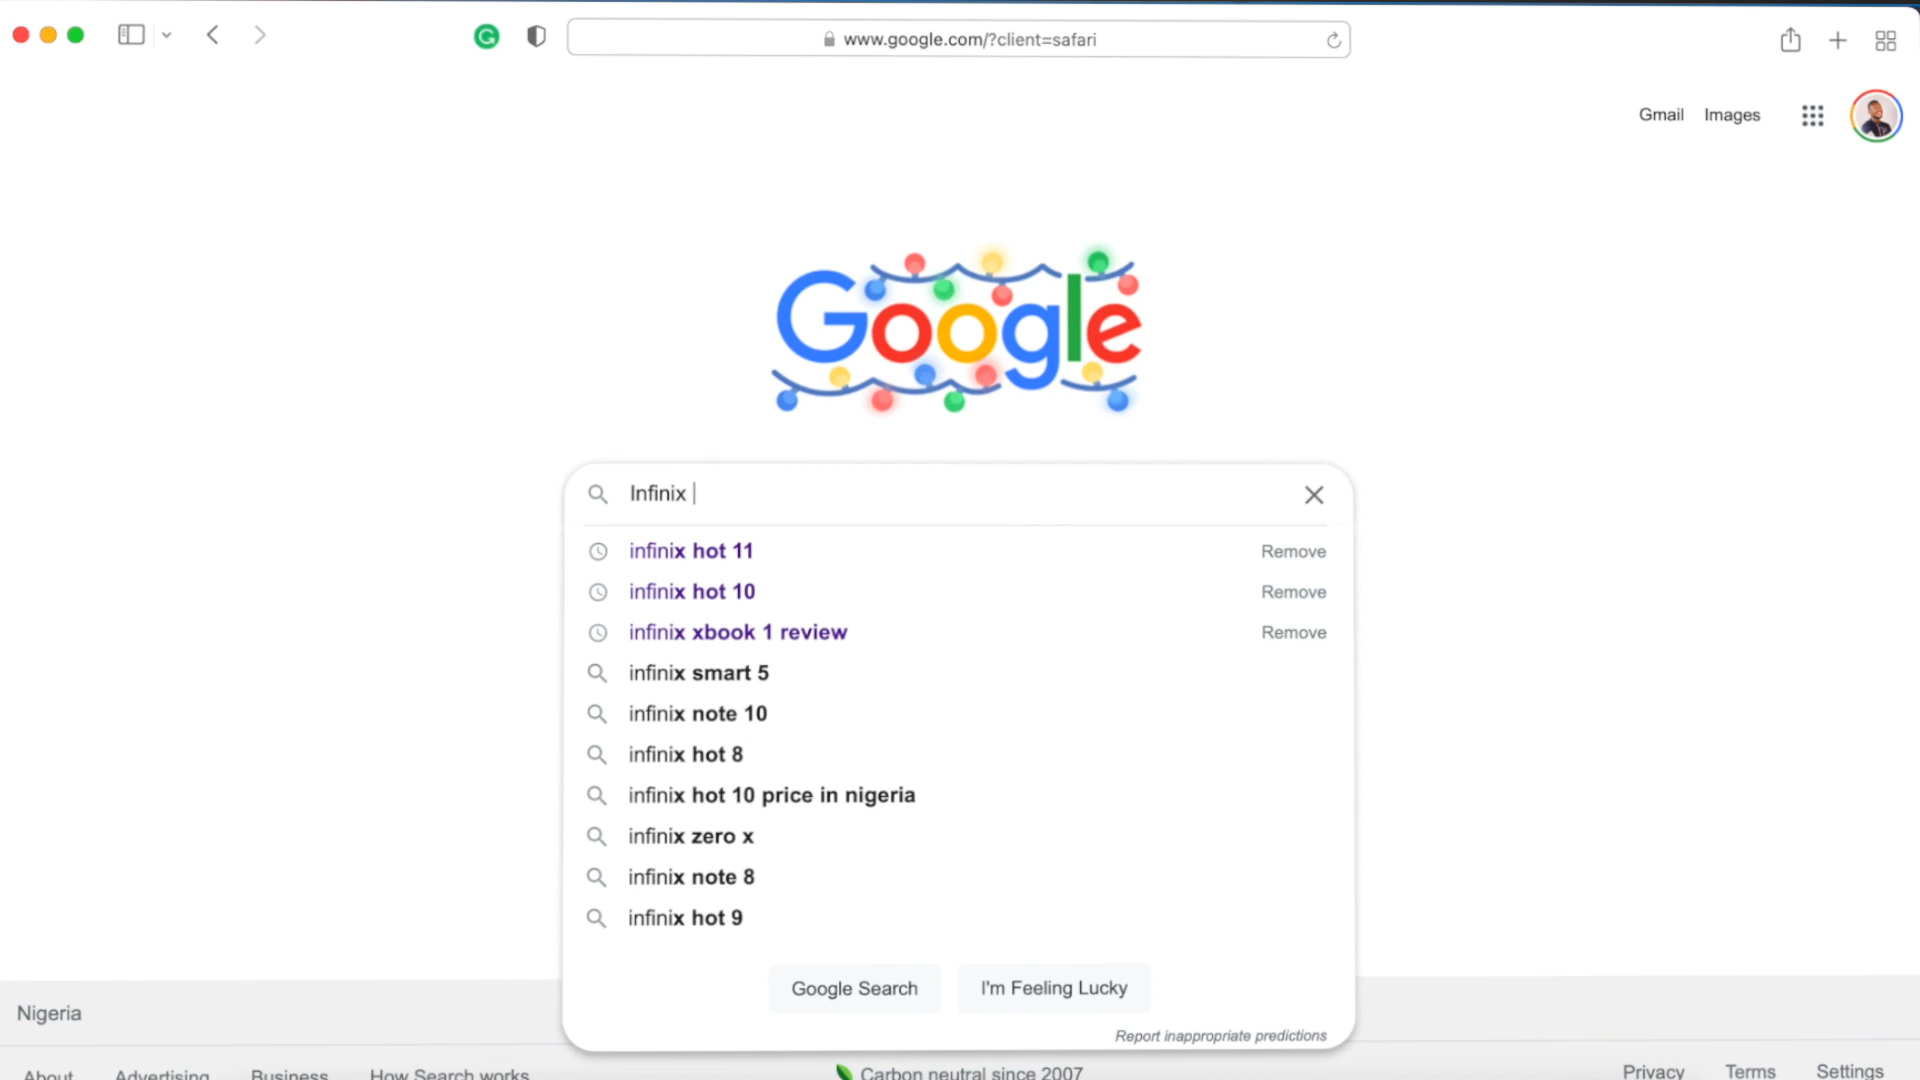 www.google.com/?client=safari
Gmail Images
Google
Infinix
infinix hot 11 Remove
infinix hot 10 Remove
infinix xbook 1 review Remove
infinix smart 5
infinix note 10
infinix hot 8
infinix hot 10 price in nigeria
infinix zero x
infinix note 8
infinix hot 9
Google Search I'm Feeling Lucky
Report inappropriate predictions
Nigeria
About Advertising Business How Search works Carbon neutral since 2007 Privacy Terms Settings